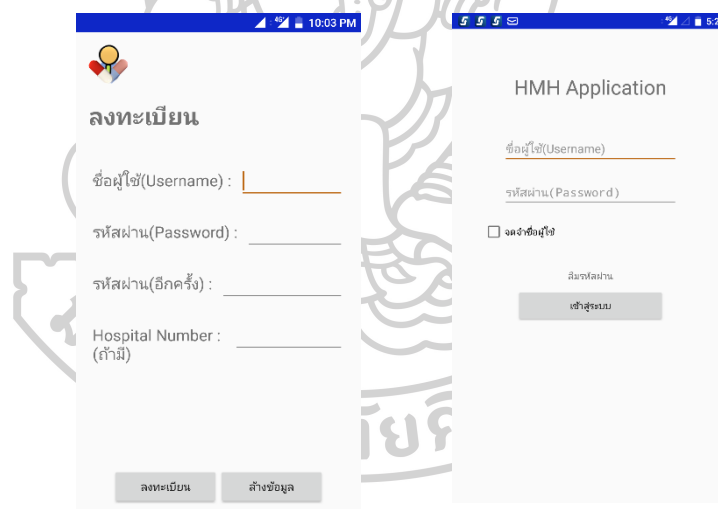 10:03 PM
ลงทะเบียน
ชื่อผู้ใช้(Username) :
รหัสผ่าน(Password) :
รหัสผ่าน(อีกครั้ง) :
Hospital Number :
(ถ้ามี)
ลงทะเบียน ล้างข้อมูล
HMH Application
ชื่อผู้ใช้(Username)
รหัสผ่าน(Password)
จดจำชื่อผู้ใช้
ลืมรหัสผ่าน
เข้าสู่ระบบ